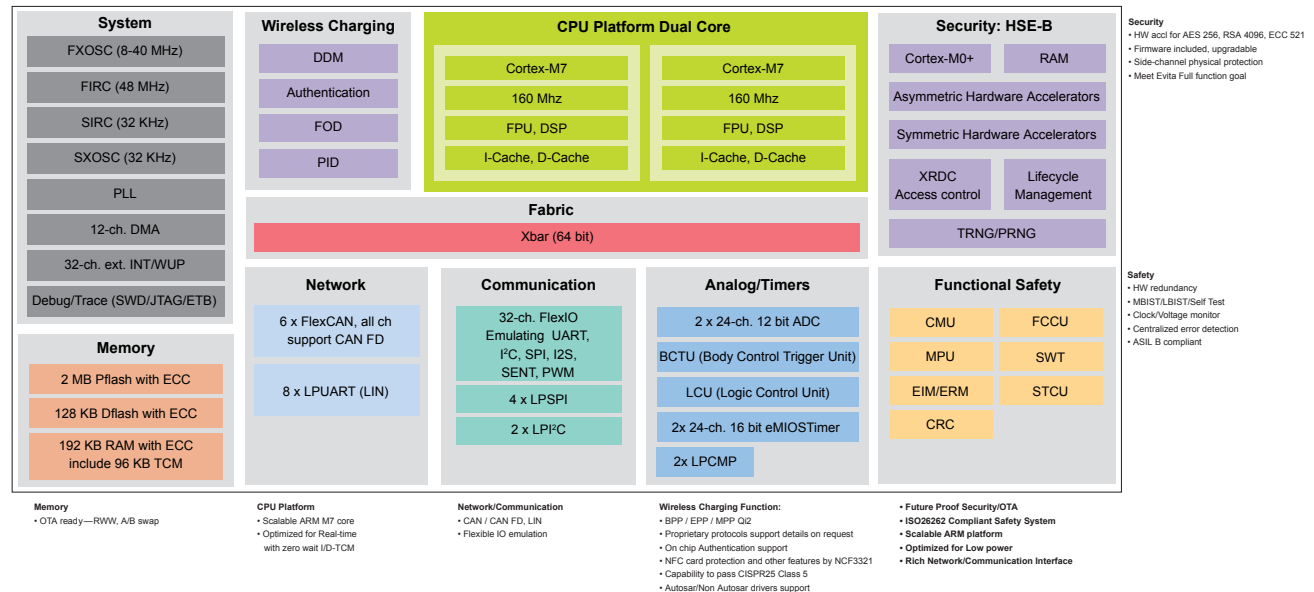 System
FXOSC (8-40 MHz)
FIRC (48 MHz)
SIRC (32 KHz)
SXOSC (32 KHz)
PLL
12-ch. DMA
32-ch. ext. INT/WUP
Debug/Trace (SWD/JTAG/ETB)
Memory
2 MB Pflash with ECC
128 KB Dflash with ECC
192 KB RAM with ECC
include 96 KB TCM
Wireless Charging
DDM
Authentication
FOD
PID
CPU Platform Dual Core
Cortex-M7
160 Mhz
FPU, DSP
I-Cache, D-Cache
Cortex-M7
160 Mhz
FPU, DSP
I-Cache, D-Cache
Fabric
Xbar (64 bit)
Network
6 x FlexCAN, all ch
support CAN FD
8 x LPUART (LIN)
Communication
32-ch. FlexIO
Emulating UART,
I²C, SPI, I2S,
SENT, PWM
4 x LPSPI
2 x LPI²C
Analog/Timers
2 x 24-ch. 12 bit ADC
BCTU (Body Control Trigger Unit)
LCU (Logic Control Unit)
2x 24-ch. 16 bit eMIOSTimer
2x LPCMP
Security: HSE-B
Cortex-M0+
RAM
Asymmetric Hardware Accelerators
Symmetric Hardware Accelerators
XRDC
Access control
Lifecycle
Management
TRNG/PRNG
Functional Safety
CMU
FCCU
MPU
SWT
EIM/ERM
STCU
CRC
Security
• HW accl for AES 256, RSA 4096, ECC 521
• Firmware included, upgradable
• Side-channel physical protection
• Meet Evita Full function goal
Safety
• HW redundancy
• MBIST/LBIST/Self Test
• Clock/Voltage monitor
• Centralized error detection
• ASIL B compliant
Memory
• OTA ready—RWW, A/B swap
CPU Platform
• Scalable ARM M7 core
• Optimized for Real-time
with zero wait I/D-TCM
Network/Communication
• CAN / CAN FD, LIN
• Flexible IO emulation
Wireless Charging Function:
• BPP / EPP / MPP Qi2
• Proprietary protocols support details on request
• On chip Authentication support
• NFC card protection and other features by NCF3321
• Capability to pass CISPR25 Class 5
• Autosar/Non Autosar drivers support
• Future Proof Security/OTA
• ISO26262 Compliant Safety System
• Scalable ARM platform
• Optimized for Low power
• Rich Network/Communication Interface